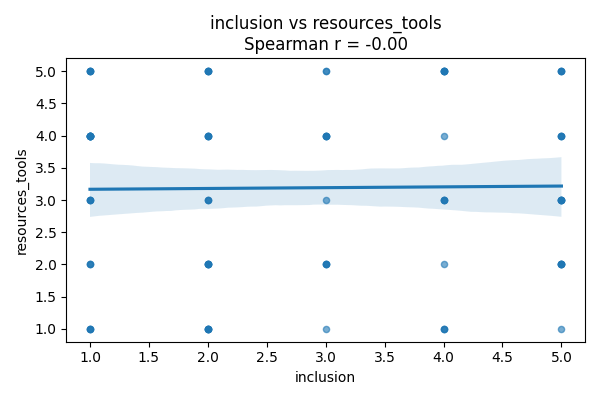 inclusion vs resources_tools
Spearman r = -0.00
5.0
4.5
4.0
3.5
3.0
2.5
2.0
1.5
1.0
resources_tools
1.0 1.5 2.0 2.5 3.0 3.5 4.0 4.5 5.0
inclusion